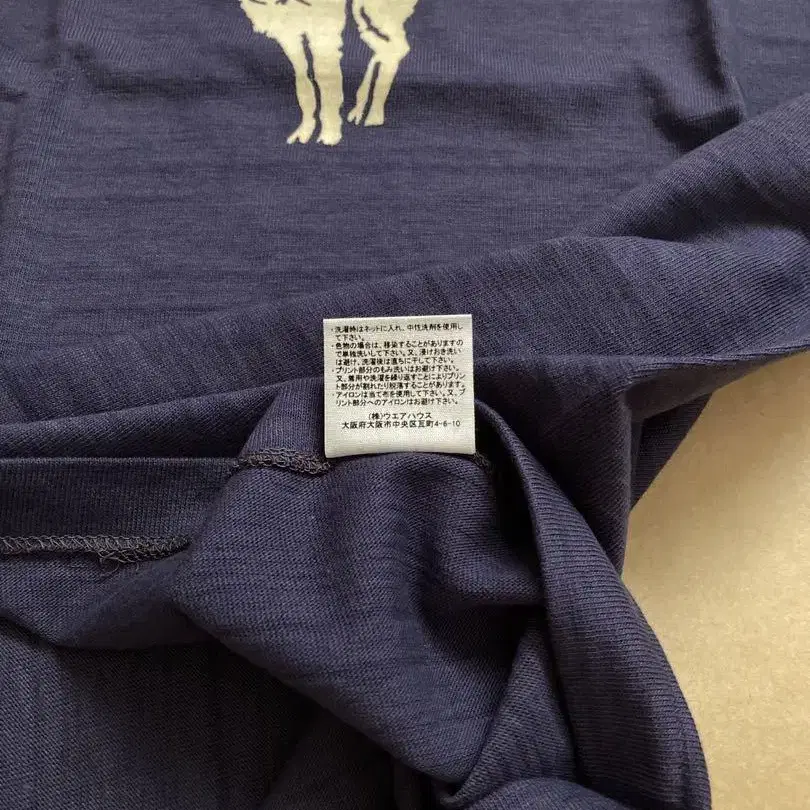 ・洗濯時はネットに入れ、中性洗剤を使用し
て下さい。
・色物の場合は、移染することがありますの
で単独洗いして下さい。又、浸けおき洗い
は避け、洗濯後は直ちに干して下さい。
・プリント部分のもみ洗いはお避け下さい。
又、着用や洗濯を繰り返すことによりプリン
ト部分が割れたり脱落することがあります。
・アイロンは当て布を使用して下さい。又、プ
リント部分へのアイロンはお避け下さい。
(株)ウエアハウス
大阪府大阪市中央区瓦町4-6-10